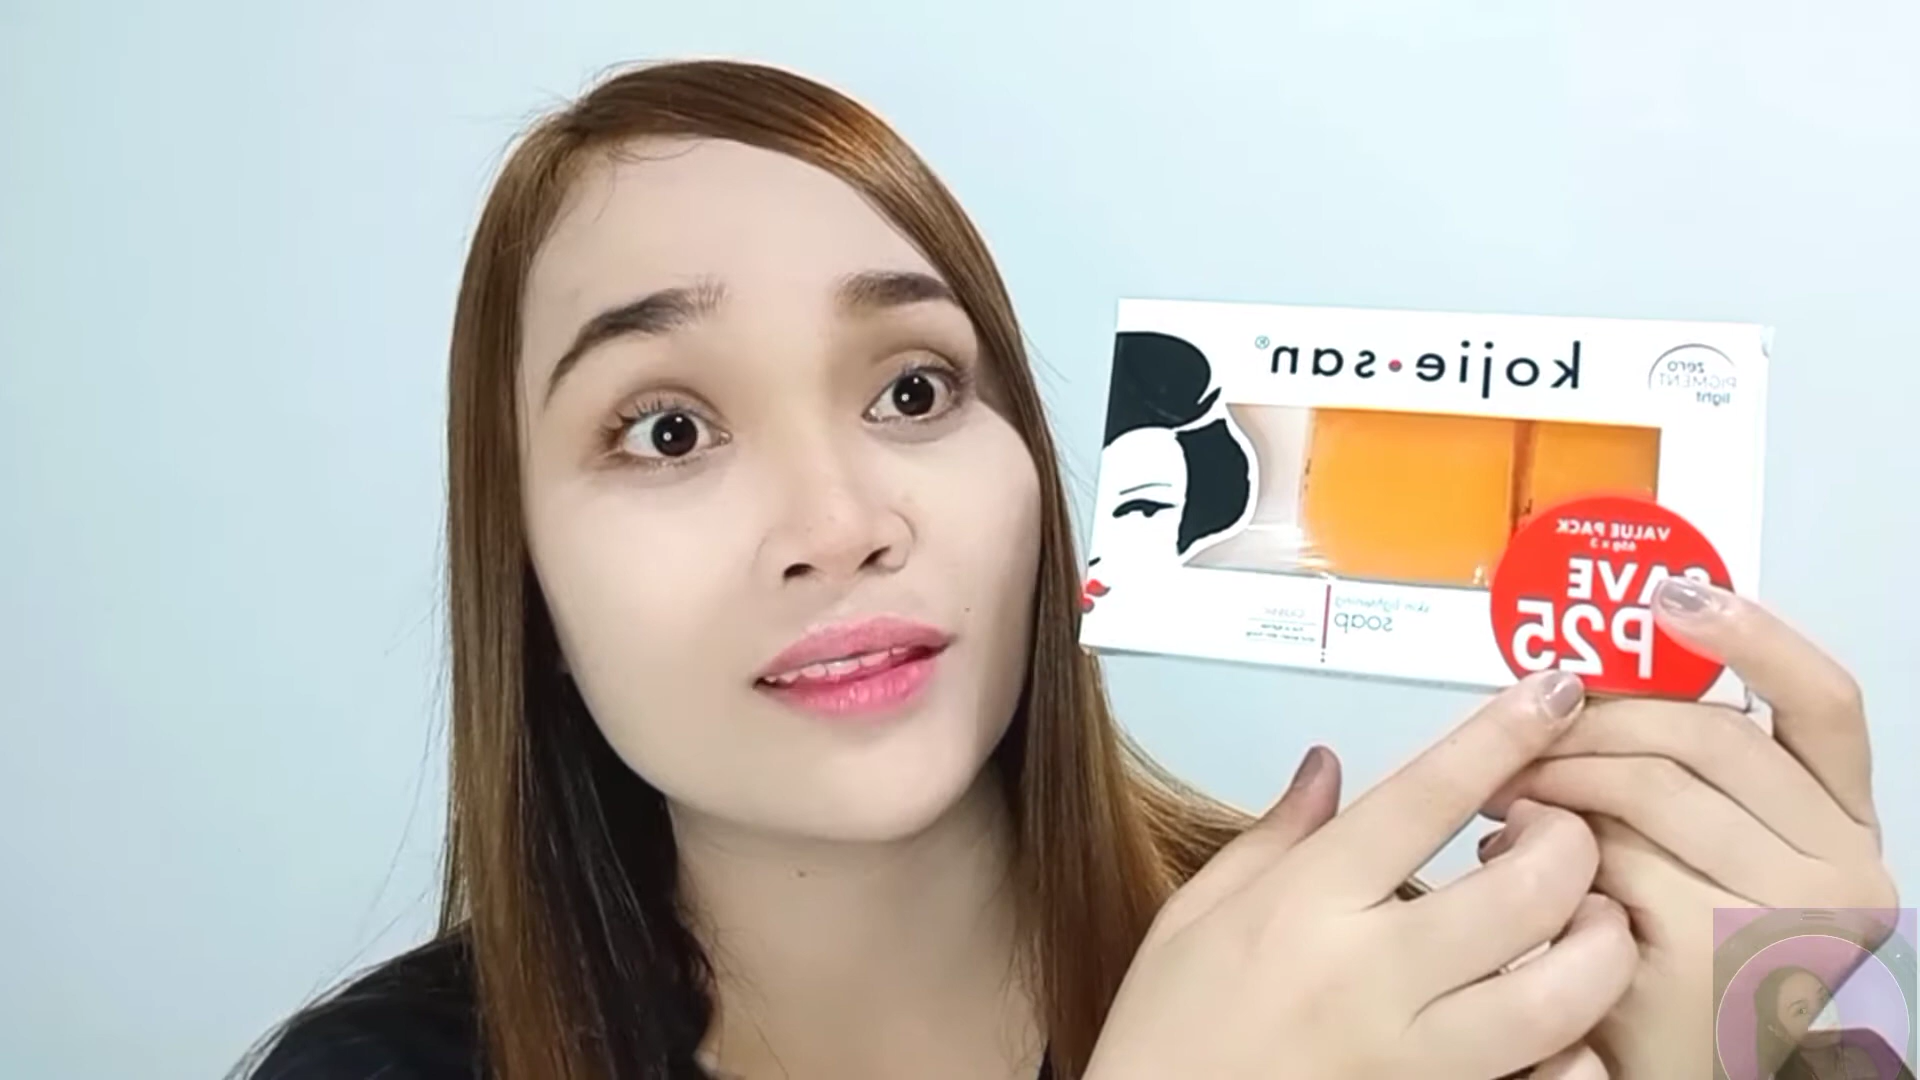 kojie•san®
zero
PIGMENT
light
VALUE PACK
65g x 3
SAVE
P25
skin lightening
soap